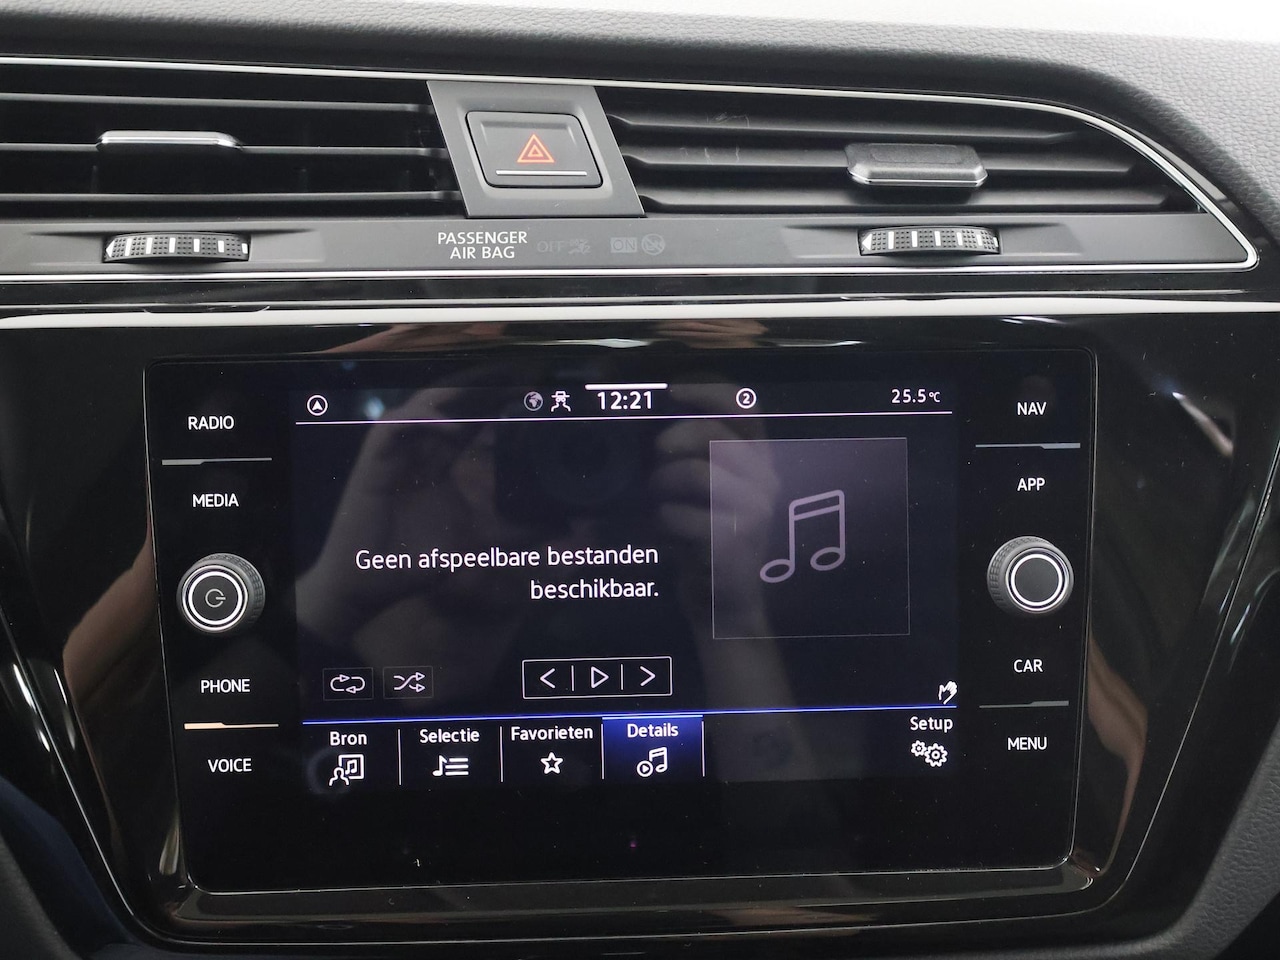 PASSENGER
AIR BAG
OFF
ON
RADIO
MEDIA
PHONE
VOICE
12:21
2
25.5°C
Geen afspeelbare bestanden
beschikbaar.
Bron
Selectie
Favorieten
Details
Setup
NAV
APP
CAR
MENU